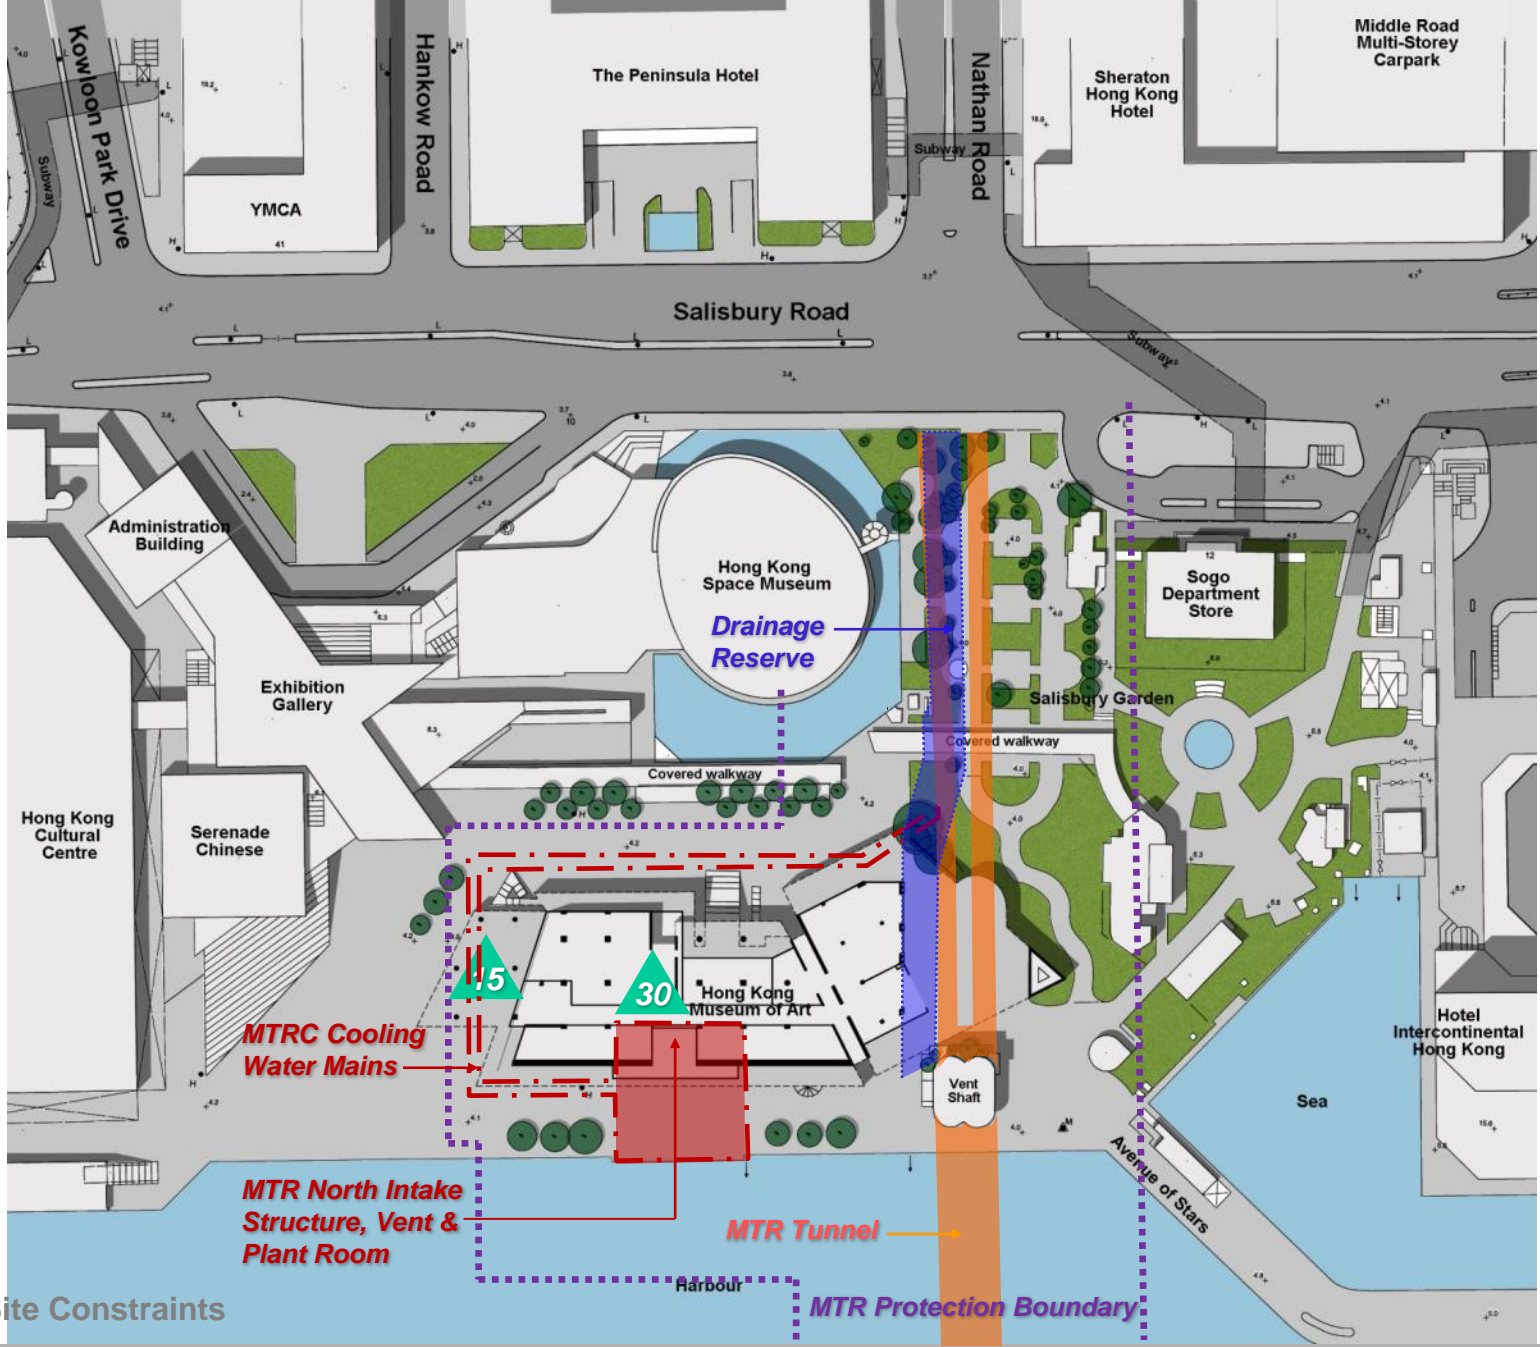 Kowloon Park Drive
Hankow Road
The Peninsula Hotel
Nathan Road
Sheraton
Hong Kong
Hotel
Middle Road
Multi-Storey
Carpark
Subway
Subway
YMCA
41
Salisbury Road
Subway
Administration
Building
Hong Kong
Space Museum
12
Sogo
Department
Store
Drainage
Reserve
Exhibition
Gallery
Salisbury Garden
Covered walkway
Covered walkway
Hong Kong
Cultural
Centre
Serenade
Chinese
15
30
Hong Kong
Museum of Art
MTRC Cooling
Water Mains
Vent
Shaft
Hotel
Intercontinental
Hong Kong
Sea
Avenue of Stars
MTR North Intake
Structure, Vent &
Plant Room
MTR Tunnel
Harbour
MTR Protection Boundary
ite Constraints